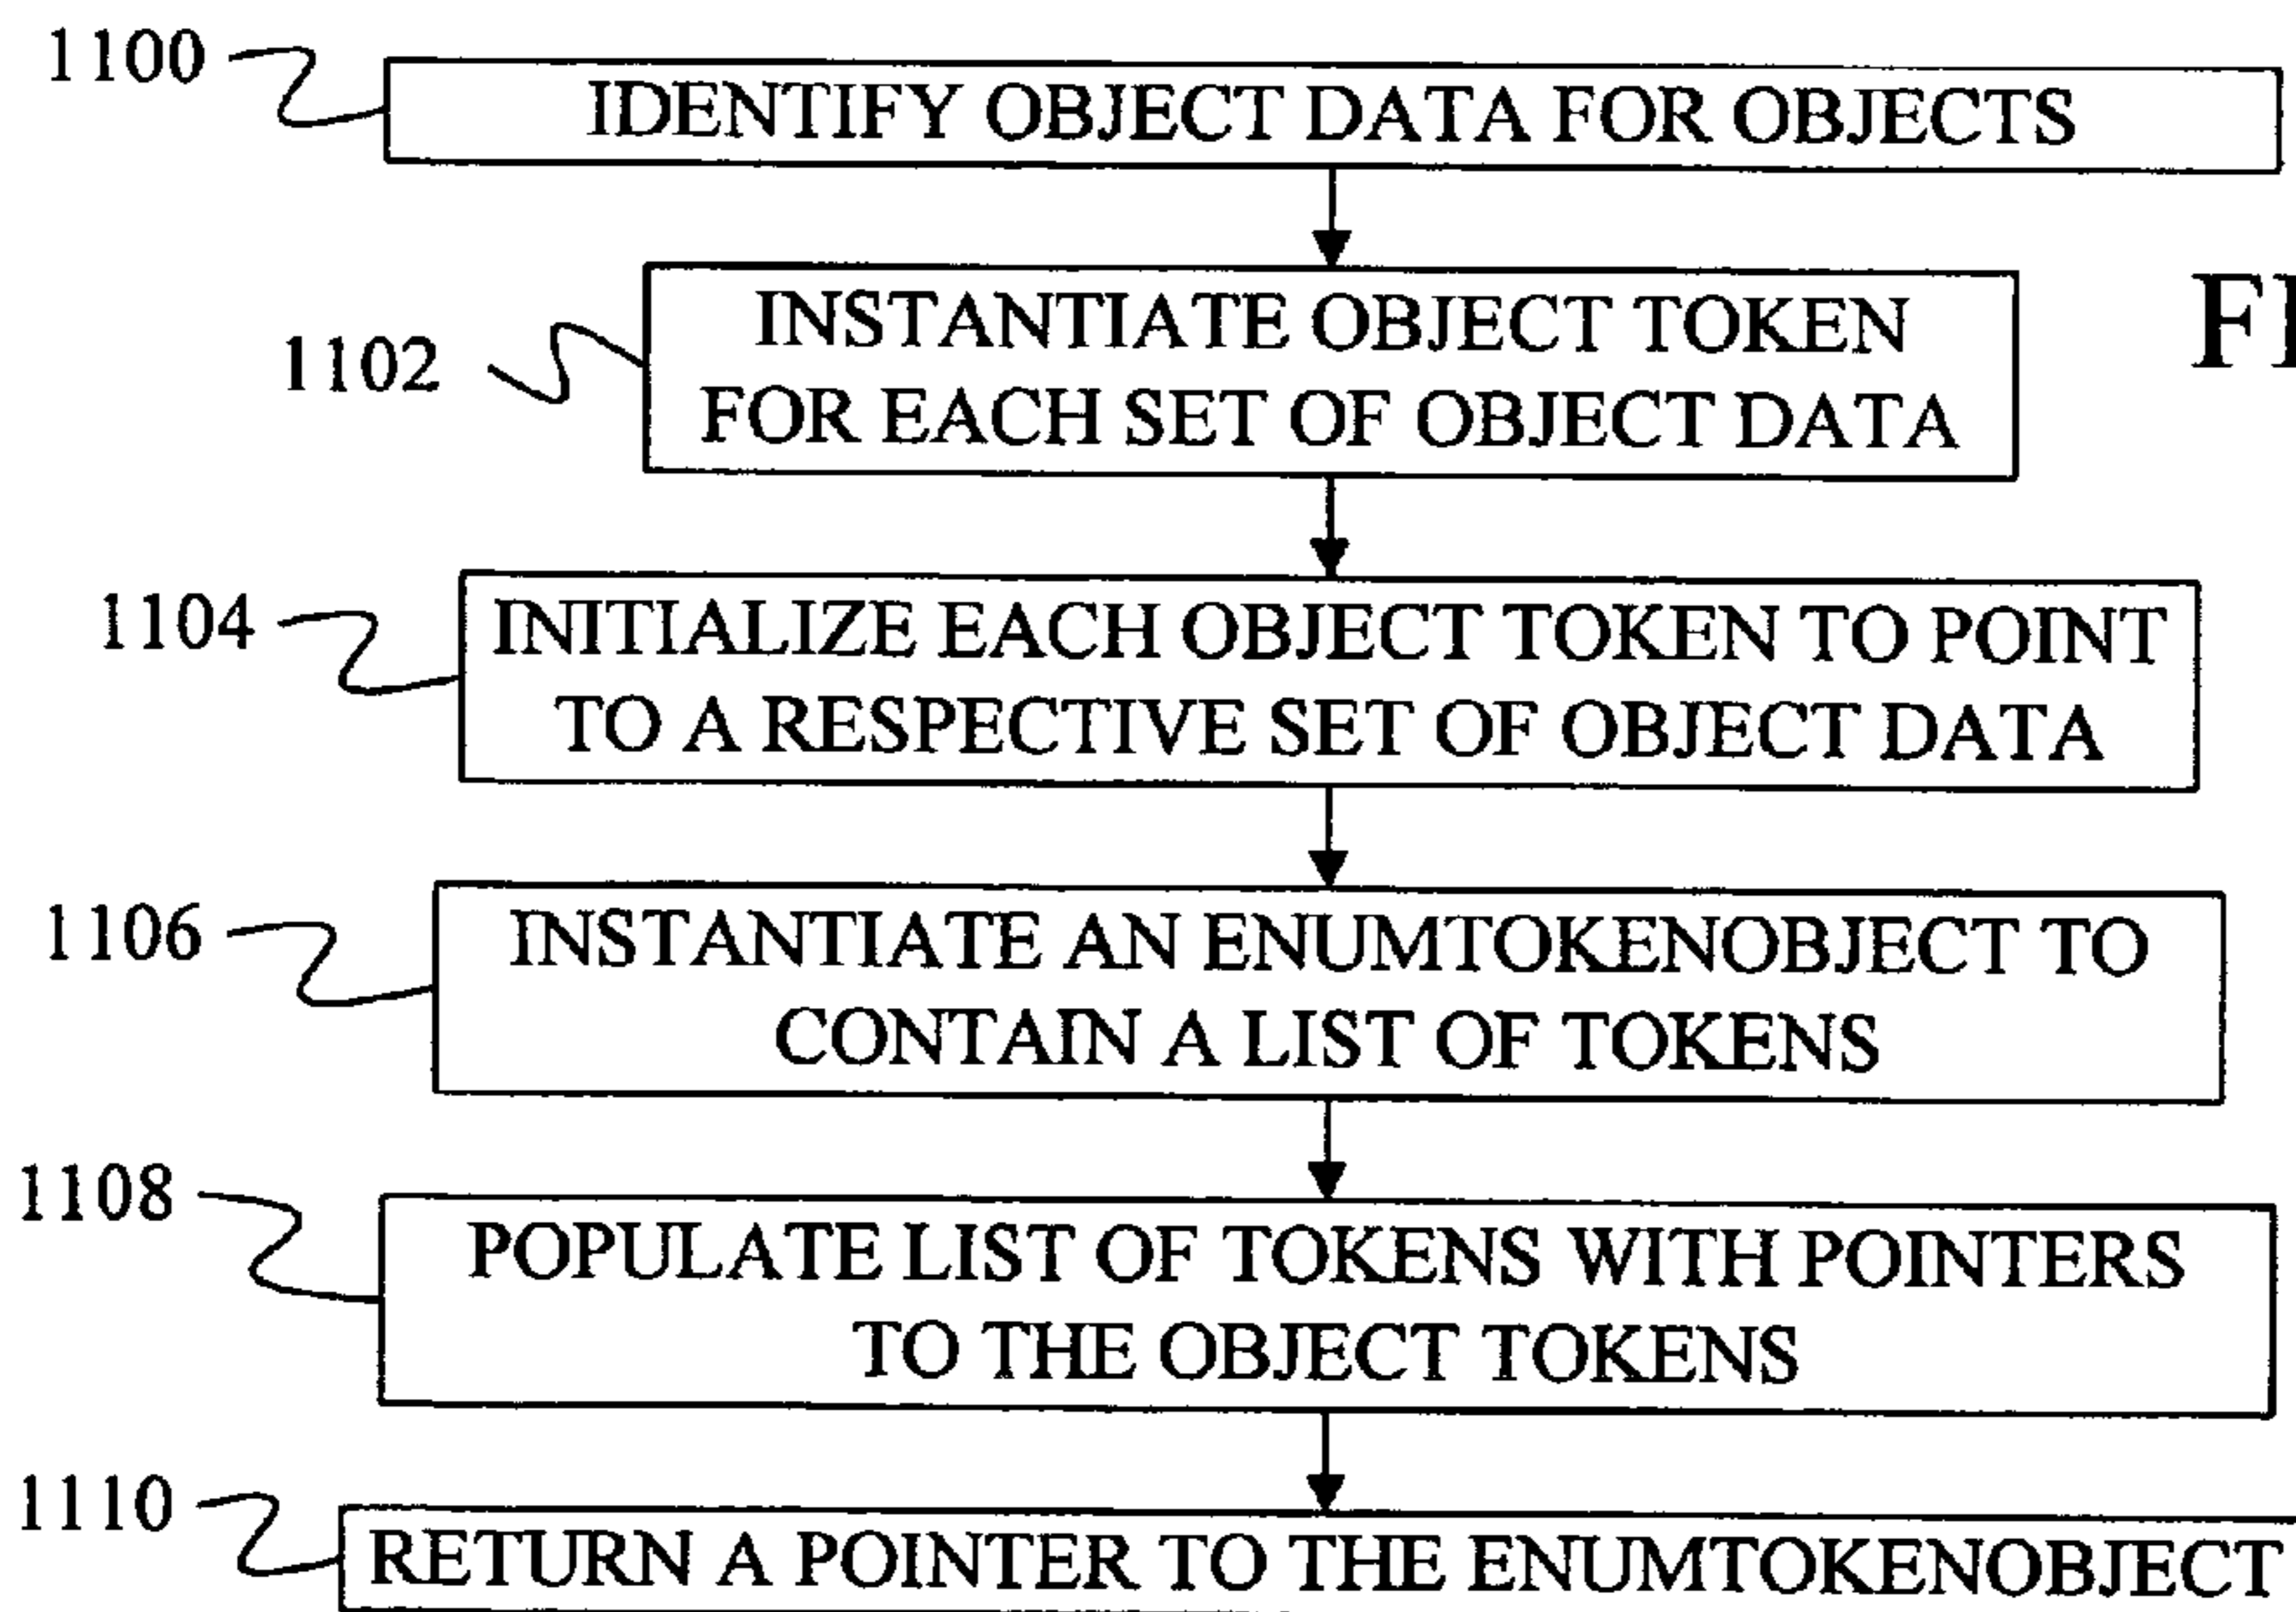 1100
IDENTIFY OBJECT DATA FOR OBJECTS
1102
INSTANTIATE OBJECT TOKEN
FOR EACH SET OF OBJECT DATA
1104
INITIALIZE EACH OBJECT TOKEN TO POINT
TO A RESPECTIVE SET OF OBJECT DATA
1106
INSTANTIATE AN ENUMTOKENOBJECT TO
CONTAIN A LIST OF TOKENS
1108
POPULATE LIST OF TOKENS WITH POINTERS
TO THE OBJECT TOKENS
1110
RETURN A POINTER TO THE ENUMTOKENOBJECT